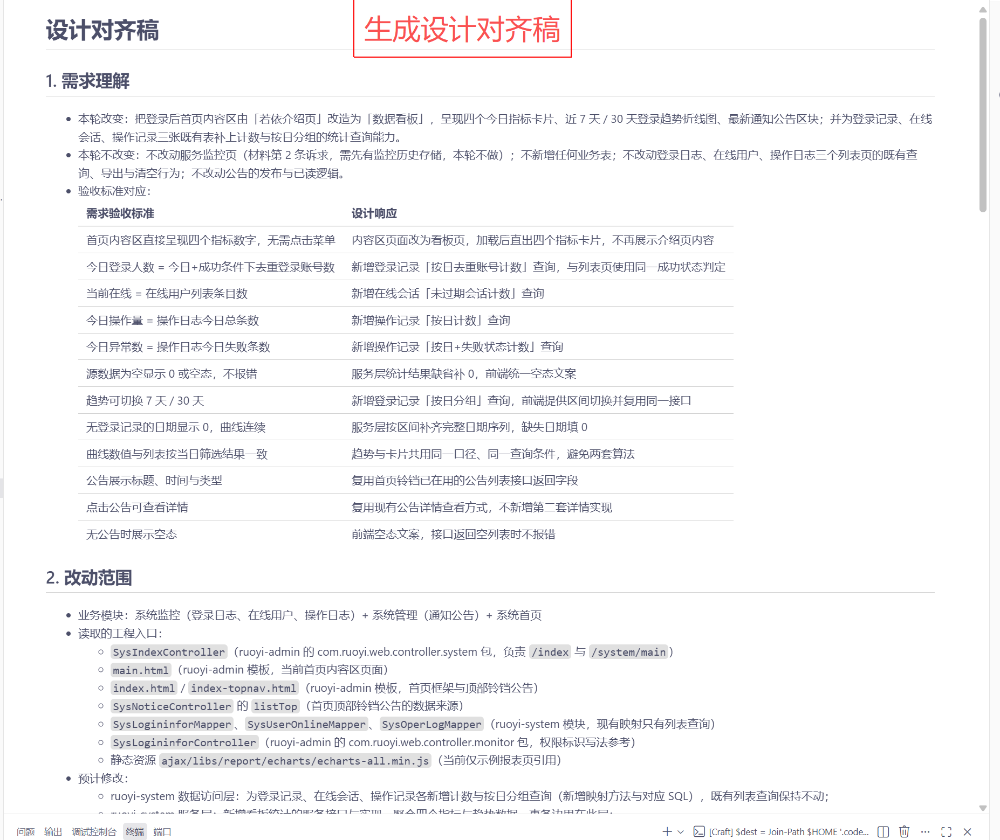 设计对齐稿
生成设计对齐稿
1. 需求理解
本轮改变：把登录后首页内容区由「若依介绍页」改造为「数据看板」，呈现四个今日指标卡片、近 7 天 / 30 天登录趋势折线图、最新通知公告区块；并为登录记录、在线
会话、操作记录三张既有表补上计数与按日分组的统计查询能力。
本轮不改变：不改动服务监控页（材料第 2 条诉求，需先有监控历史存储，本轮不做）；不新增任何业务表；不改动登录日志、在线用户、操作日志三个列表页的既有查
询、导出与清空行为；不改动公告的发布与已读逻辑。
验收标准对应：
需求验收标准 设计响应
首页内容区直接呈现四个指标数字，无需点击菜单 内容区页面改为看板页，加载后直出四个指标卡片，不再展示介绍页内容
今日登录人数 = 今日+成功条件下去重登录账号数 新增登录记录「按日去重账号计数」查询，与列表页使用同一成功状态判定
当前在线 = 在线用户列表条目数 新增在线会话「未过期会话计数」查询
今日操作量 = 操作日志今日总条数 新增操作记录「按日计数」查询
今日异常数 = 操作日志今日失败条数 新增操作记录「按日+失败状态计数」查询
源数据为空显示 0 或空态，不报错 服务层统计结果缺省补 0，前端统一空态文案
趋势可切换 7 天 / 30 天 新增登录记录「按日分组」查询，前端提供区间切换并复用同一接口
无登录记录的日期显示 0，曲线连续 服务层按区间补齐完整日期序列，缺失日期填 0
曲线数值与列表按当日筛选结果一致 趋势与卡片共用同一口径、同一查询条件，避免两套算法
公告展示标题、时间与类型 复用首页铃铛已在用的公告列表接口返回字段
点击公告可查看详情 复用现有公告详情查看方式，不新增第二套详情实现
无公告时展示空态 前端空态文案，接口返回空列表时不报错
2. 改动范围
业务模块：系统监控（登录日志、在线用户、操作日志）+ 系统管理（通知公告）+ 系统首页
读取的工程入口：
SysIndexController（ruoyi-admin 的 com.ruoyi.web.controller.system 包，负责 /index 与 /system/main）
main.html（ruoyi-admin 模板，当前首页内容区页面）
index.html / index-topnav.html（ruoyi-admin 模板，首页框架与顶部铃铛公告）
SysNoticeController 的 listTop（首页顶部铃铛公告的数据来源）
SysLogininforMapper、SysUserOnlineMapper、SysOperLogMapper（ruoyi-system 模块，现有映射只有列表查询）
SysLogininforController（ruoyi-admin 的 com.ruoyi.web.controller.monitor 包，权限标识写法参考）
静态资源 ajax/libs/report/echarts/echarts-all.min.js（当前仅示例报表页引用）
预计修改：
ruoyi-system 数据访问层：为登录记录、在线会话、操作记录各新增计数与按日分组查询（新增映射方法与对应 SQL），既有列表查询保持不动；
问题 输出 调试控制台 终端 端口
[Craft] $dest = Join-Path $HOME '.code...